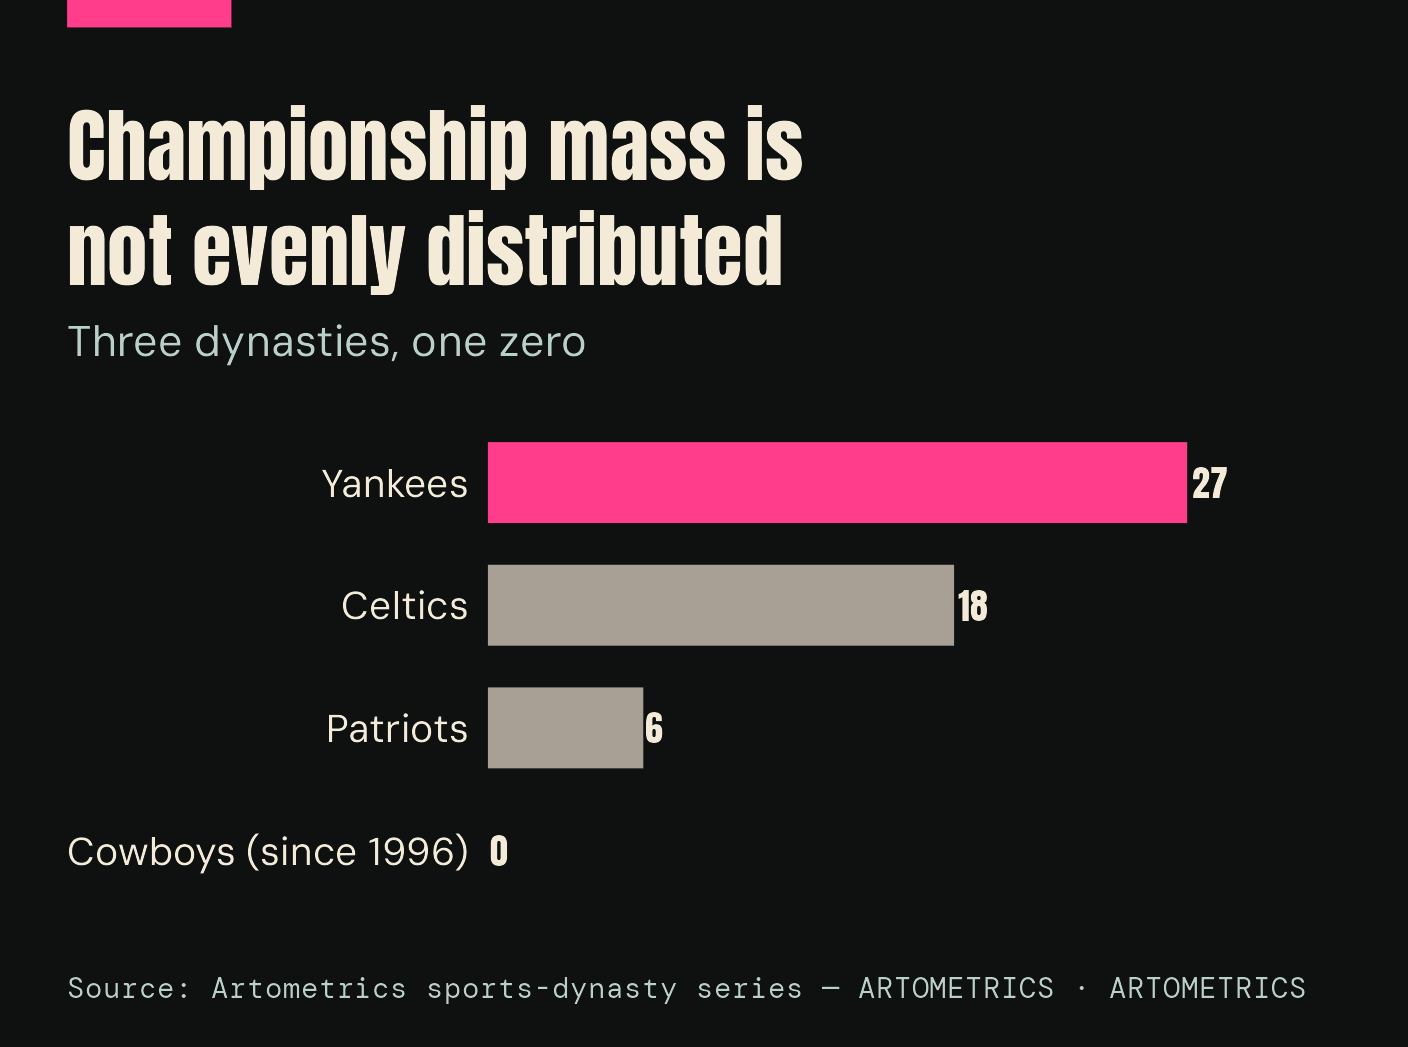 Championship mass is
not evenly distributed
Three dynasties, one zero
Yankees 27
Celtics 18
Patriots 6
Cowboys (since 1996) 0
Source: Artometrics sports-dynasty series — ARTOMETRICS · ARTOMETRICS